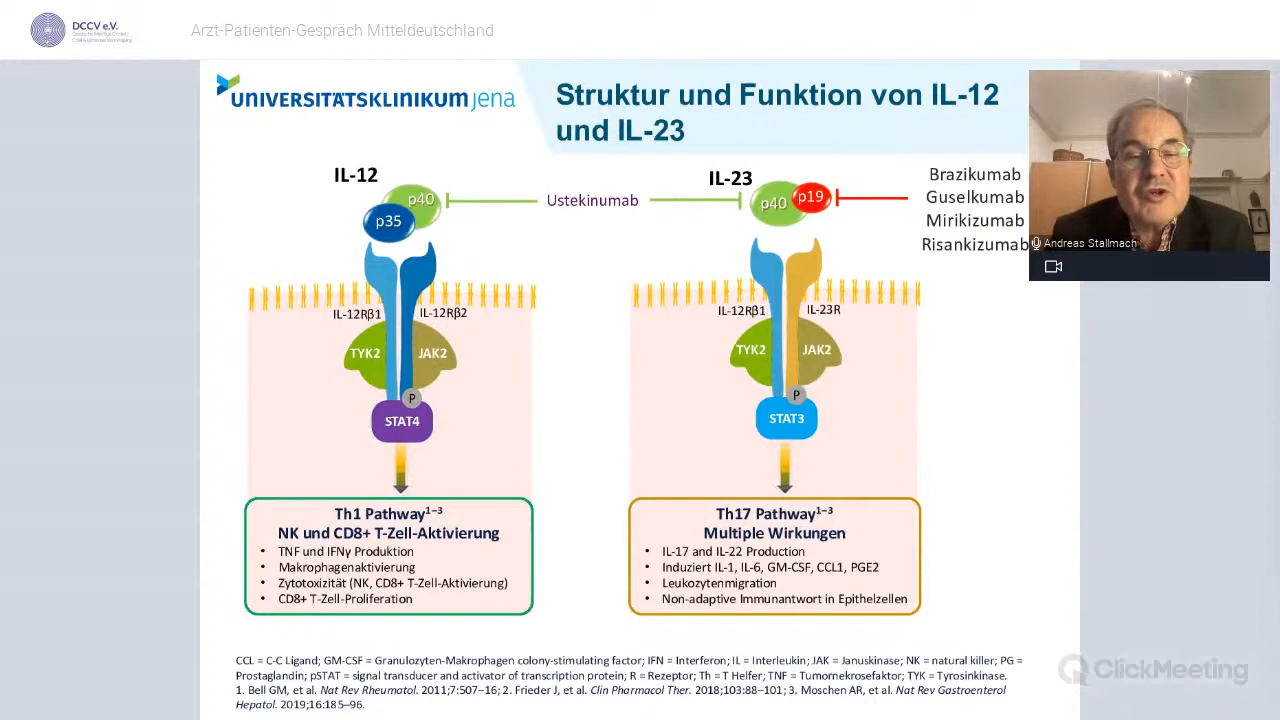 DCCV e.V.
Arzt-Patienten-Gespräch Mitteldeutschland
UNIVERSITÄTSKLINIKUM jena
Struktur und Funktion von IL-12
und IL-23
IL-12
p40
p35
Ustekinumab
IL-23
p40
p19
Brazikumab
Guselkumab
Mirikizumab
Risankizumab
Andreas Stallmach
IL-12Rβ1
IL-12Rβ2
TYK2
JAK2
P
STAT4
IL-12Rβ1
IL-23R
TYK2
JAK2
P
STAT3
Th1 Pathway¹⁻³
NK und CD8+ T-Zell-Aktivierung
• TNF und IFNγ Produktion
• Makrophagenaktivierung
• Zytotoxizität (NK, CD8+ T-Zell-Aktivierung)
• CD8+ T-Zell-Proliferation
Th17 Pathway¹⁻³
Multiple Wirkungen
• IL-17 and IL-22 Production
• Induziert IL-1, IL-6, GM-CSF, CCL1, PGE2
• Leukozytenmigration
• Non-adaptive Immunantwort in Epithelzellen
CCL = C-C Ligand; GM-CSF = Granulozyten-Makrophagen colony-stimulating factor; IFN = Interferon; IL = Interleukin; JAK = Januskinase; NK = natural killer; PG =
Prostaglandin; pSTAT = signal transducer and activator of transcription protein; R = Rezeptor; Th = T Helfer; TNF = Tumornekrosefaktor; TYK = Tyrosinkinase.
1. Bell GM, et al. Nat Rev Rheumatol. 2011;7:507–16; 2. Frieder J, et al. Clin Pharmacol Ther. 2018;103:88–101; 3. Moschen AR, et al. Nat Rev Gastroenterol
Hepatol. 2019;16:185–96.
ClickMeeting